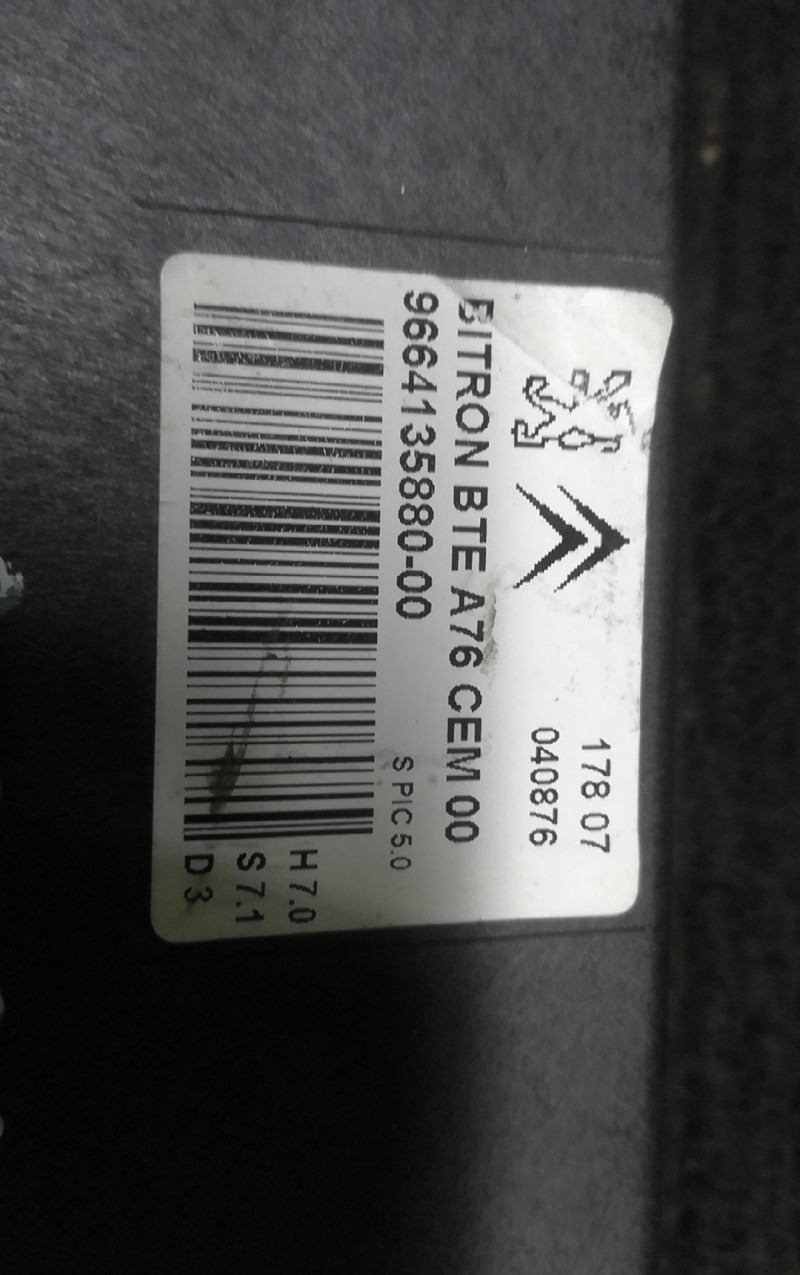 178 07
040876
BITRON BTE A76 CEM 00
9664135880-00
S PIC 5.0
H 7.0
S 7.1
D 3